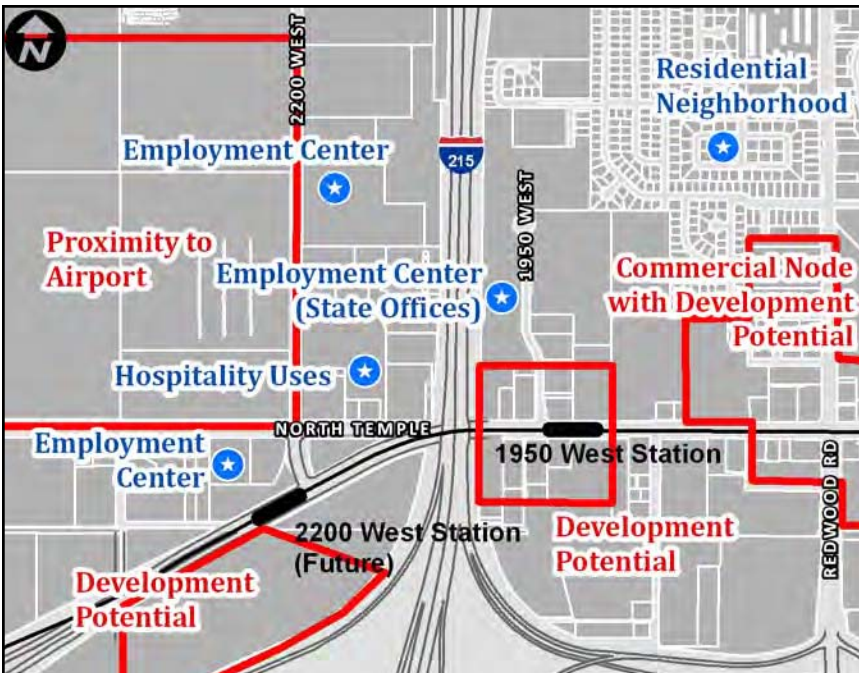 N
2200 WEST
Residential
Neighborhood
Employment Center
215
1950 WEST
Proximity to
Airport
Employment Center
(State Offices)
Commercial Node
with Development
Potential
Hospitality Uses
NORTH TEMPLE
Employment
Center
1950 West Station
REDWOOD RD
2200 West Station
(Future)
Development
Potential
Development
Potential